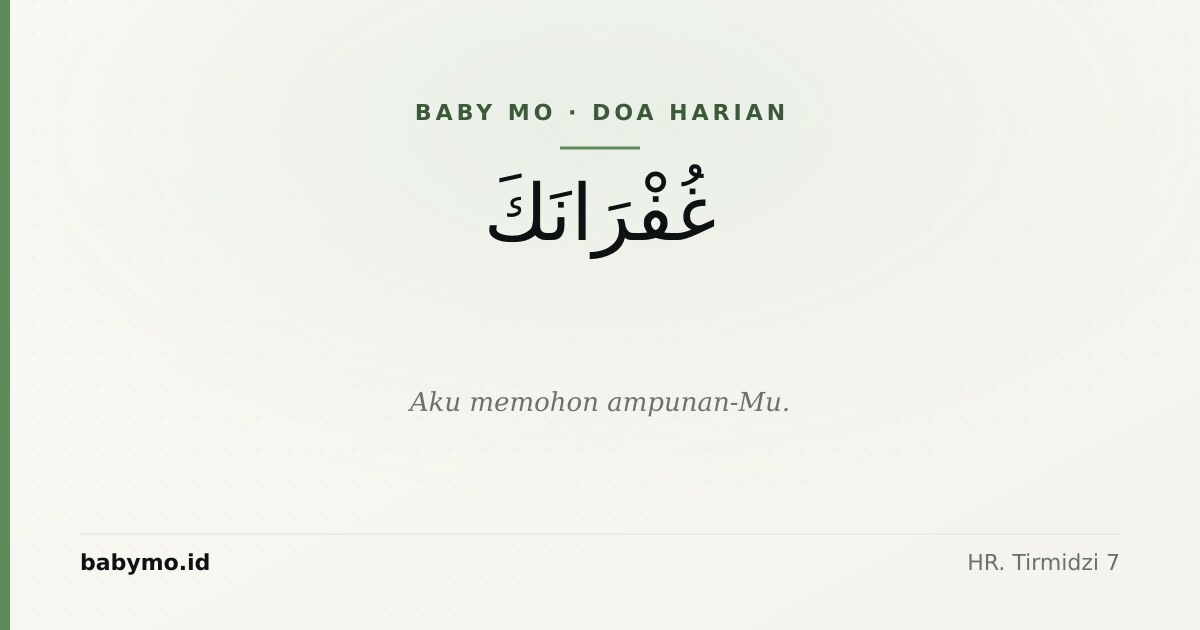 BABY MO · DOA HARIAN
غُفْرَانَكَ
Aku memohon ampunan-Mu.
babymo.id
HR. Tirmidzi 7